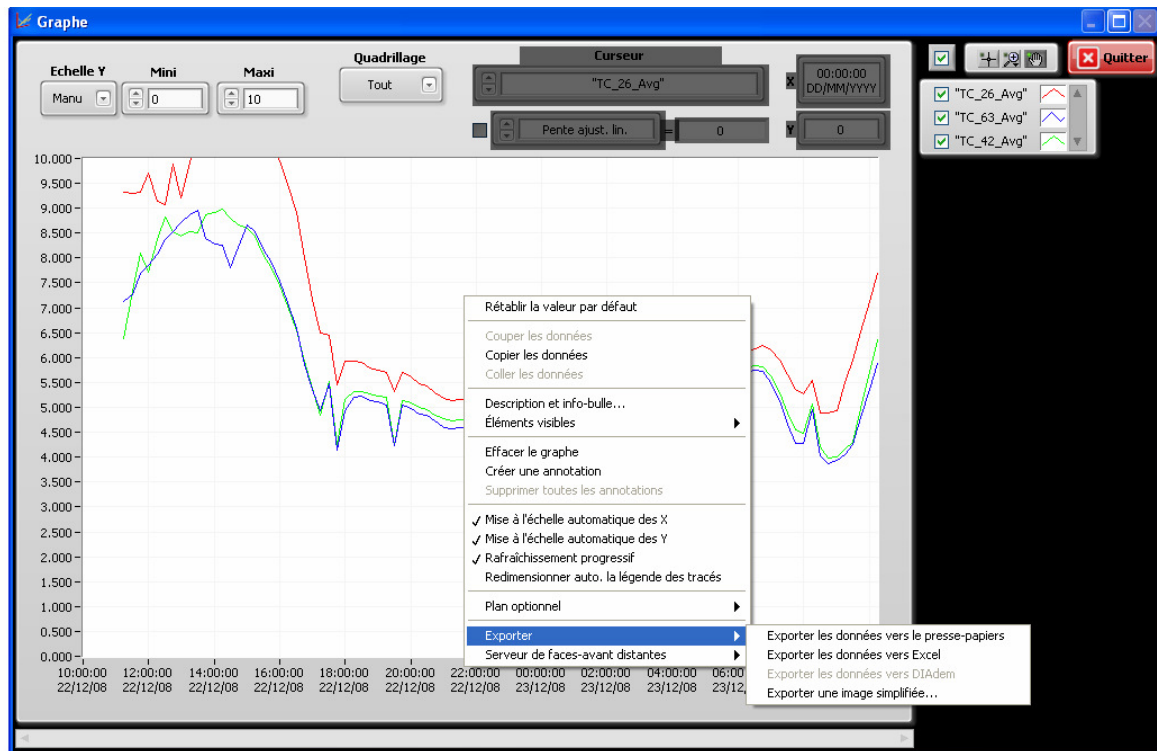 Graphe
Quitter
Echelle Y Mini Maxi Quadrillage Curseur
Manu 0 10 Tout "TC_26_Avg" X 00:00:00
DD/MM/YYYY
Pente ajust. lin. = 0 Y 0
"TC_26_Avg"
"TC_63_Avg"
"TC_42_Avg"
10.000
9.500
9.000
8.500
8.000
7.500
7.000
6.500
6.000
5.500
5.000
4.500
4.000
3.500
3.000
2.500
2.000
1.500
1.000
0.500
0.000
10:00:00 12:00:00 14:00:00 16:00:00 18:00:00 20:00:00 22:00:00 00:00:00 02:00:00 04:00:00 06:00
22/12/08 22/12/08 22/12/08 22/12/08 22/12/08 22/12/08 22/12/08 23/12/08 23/12/08 23/12/08 23/12
Rétablir la valeur par défaut
Couper les données
Copier les données
Coller les données
Description et info-bulle...
Éléments visibles
Effacer le graphe
Créer une annotation
Supprimer toutes les annotations
Mise à l'échelle automatique des X
Mise à l'échelle automatique des Y
Rafraîchissement progressif
Redimensionner auto. la légende des tracés
Plan optionnel
Exporter
Serveur de faces-avant distantes
Exporter les données vers le presse-papiers
Exporter les données vers Excel
Exporter les données vers DIAdem
Exporter une image simplifiée...